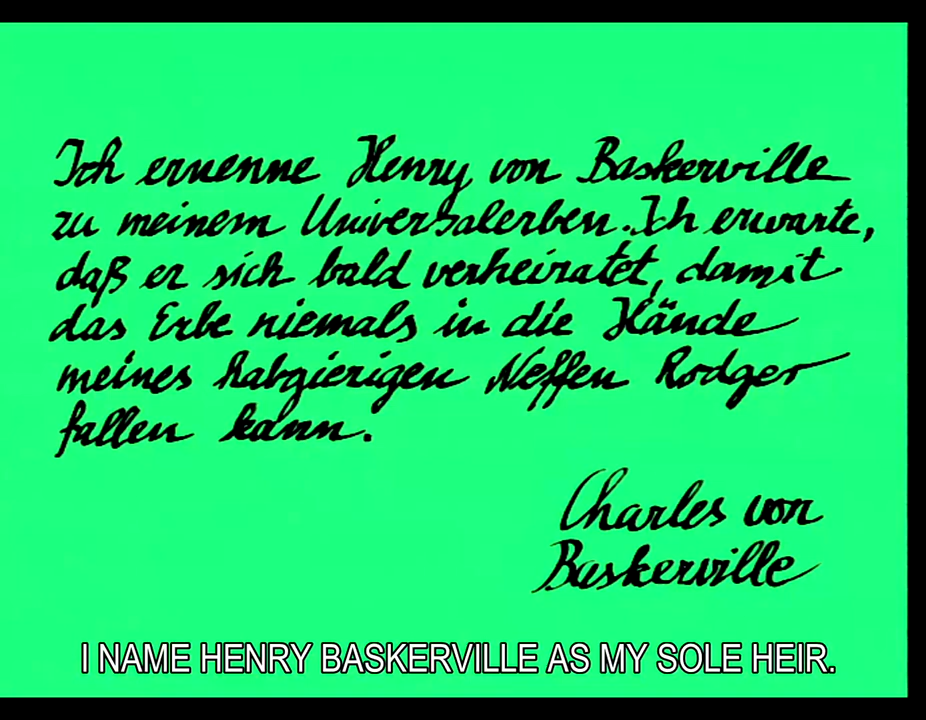 Ich ernenne Henry von Baskerville
zu meinem Universalerben. Ich erwarte,
daß er sich bald verheiratet, damit
das Erbe niemals in die Hände
meines habgierigen Neffen Rodger
fallen kann.
Charles von
Baskerville
I NAME HENRY BASKERVILLE AS MY SOLE HEIR.